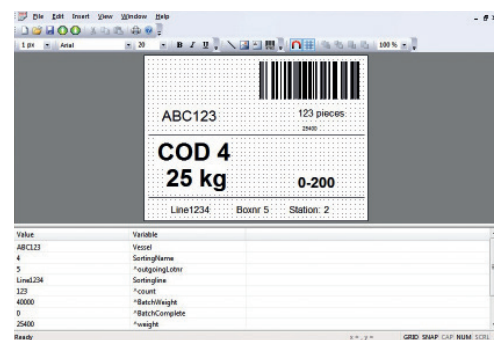 File Edit Insert View Window Help
1 px Arial 20 B I U 100 %
ABC123
123 pieces
25400
COD 4
25 kg
0-200
Line1234 Boxnr 5 Station: 2
Value Variable
ABC123 Vessel
4 SortingName
5 ^outgoingLotnr
Line1234 Sortingline
123 ^count
40000 ^BatchWeight
0 ^BatchComplete
25400 ^weight
Ready x = , y = GRID SNAP CAP NUM SCRL